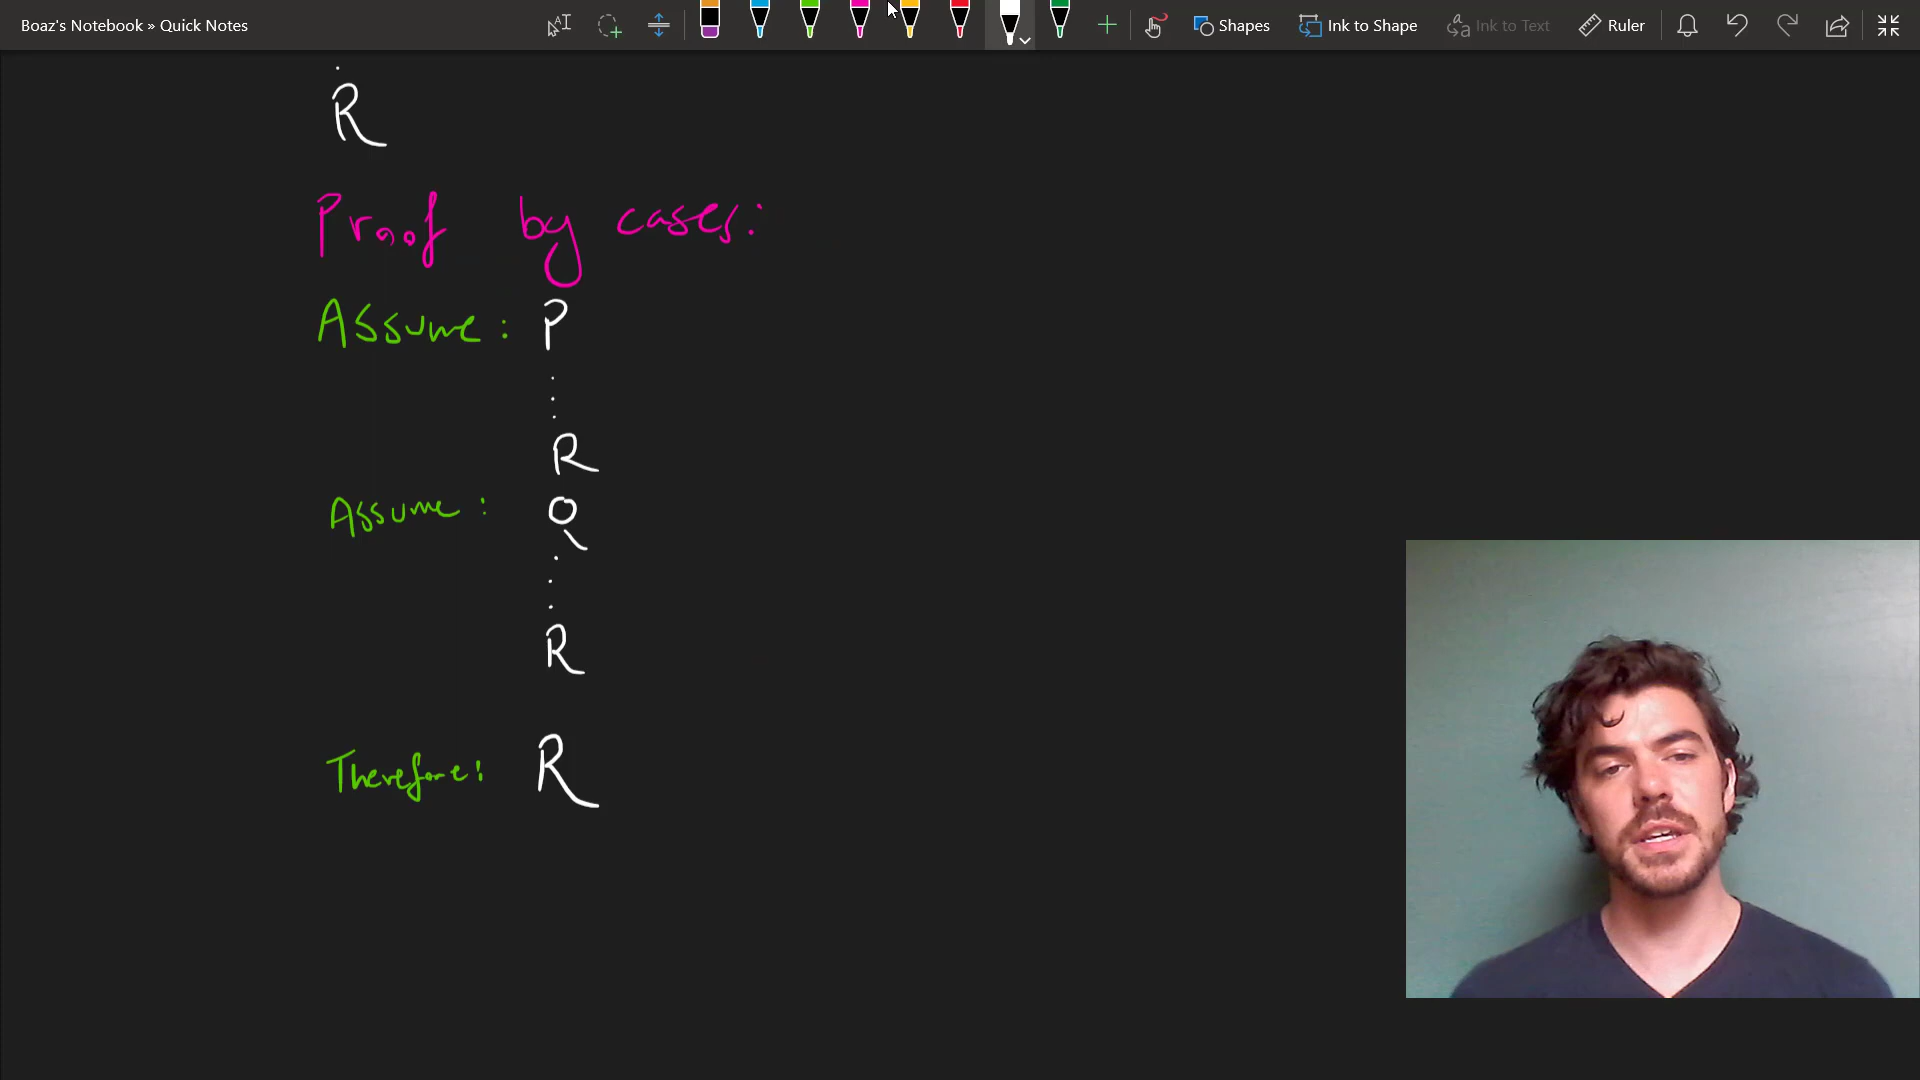 Boaz's Notebook » Quick Notes Shapes Ink to Shape Ink to Text Ruler
R
Proof by cases:
Assume: P
R
Assume: Q
R
Therefore: R